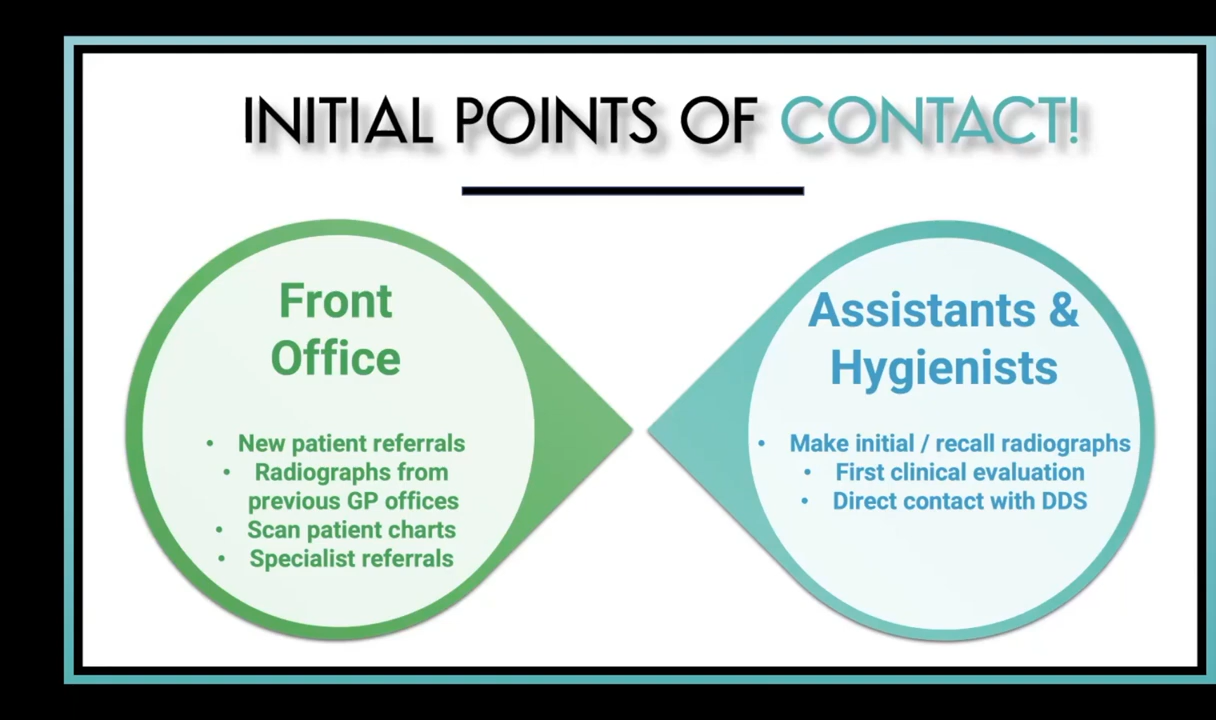 INITIAL POINTS OF CONTACT!
Front
Office
• New patient referrals
• Radiographs from
previous GP offices
• Scan patient charts
• Specialist referrals
Assistants &
Hygienists
• Make initial / recall radiographs
• First clinical evaluation
• Direct contact with DDS